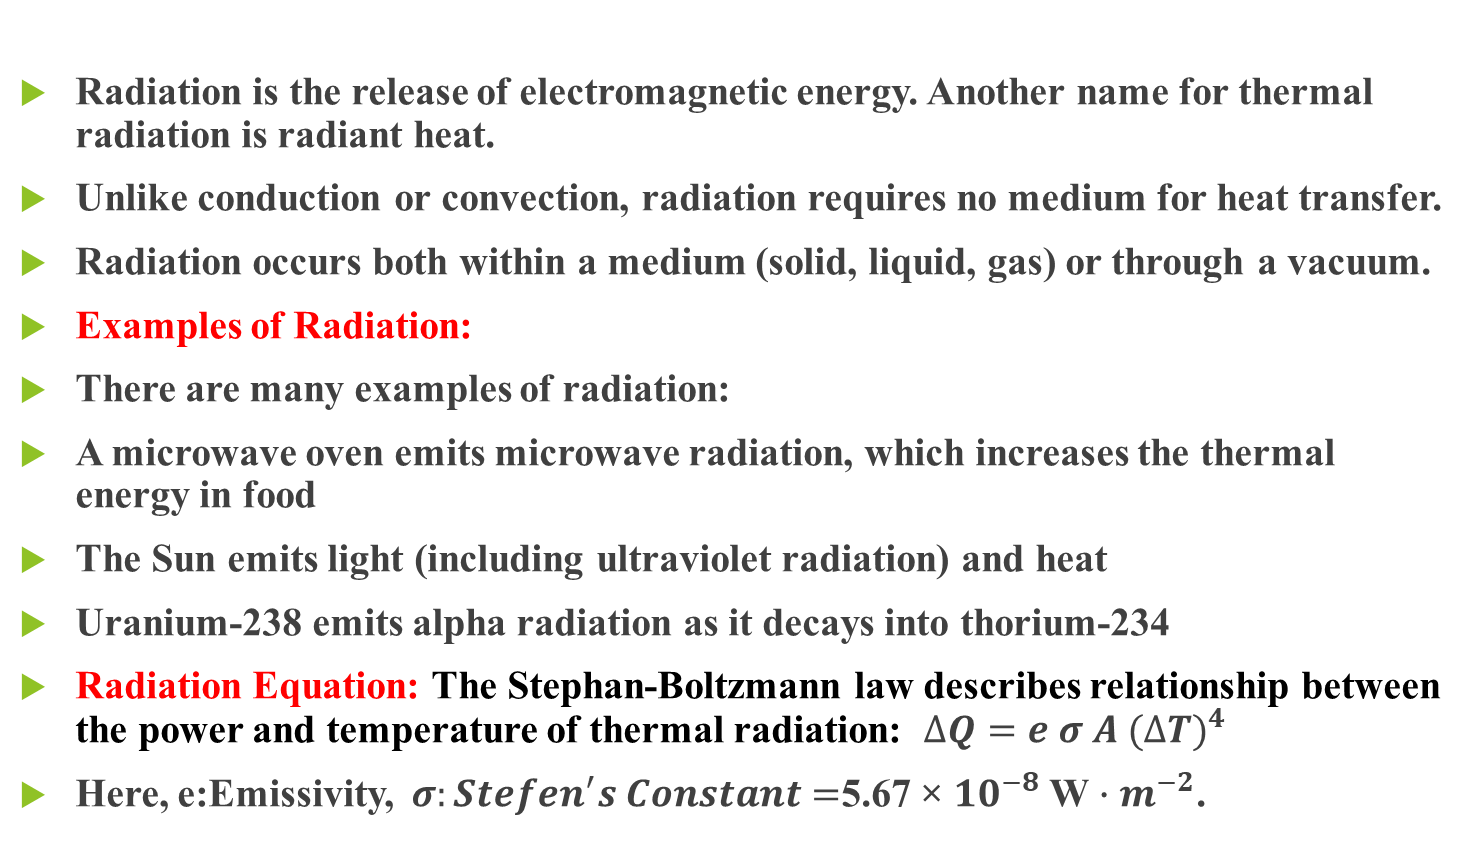 Radiation is the release of electromagnetic energy. Another name for thermal
radiation is radiant heat.
Unlike conduction or convection, radiation requires no medium for heat transfer.
Radiation occurs both within a medium (solid, liquid, gas) or through a vacuum.
Examples of Radiation:
There are many examples of radiation:
A microwave oven emits microwave radiation, which increases the thermal
energy in food
The Sun emits light (including ultraviolet radiation) and heat
Uranium-238 emits alpha radiation as it decays into thorium-234
Radiation Equation: The Stephan-Boltzmann law describes relationship between
the power and temperature of thermal radiation: ΔQ = e σ A (ΔT)⁴
Here, e:Emissivity, σ: Stefen's Constant =5.67 × 10⁻⁸ W · m⁻².